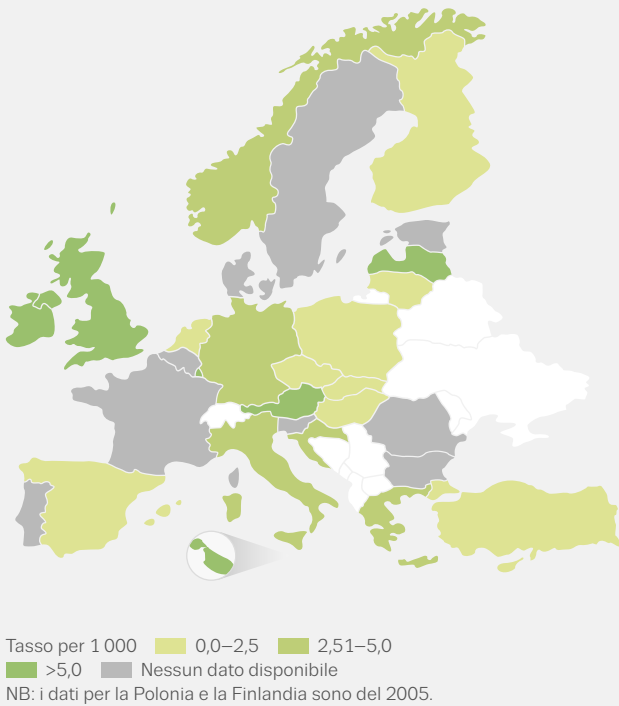 Tasso per 1 000 0,0–2,5 2,51–5,0
>5,0 Nessun dato disponibile
NB: i dati per la Polonia e la Finlandia sono del 2005.